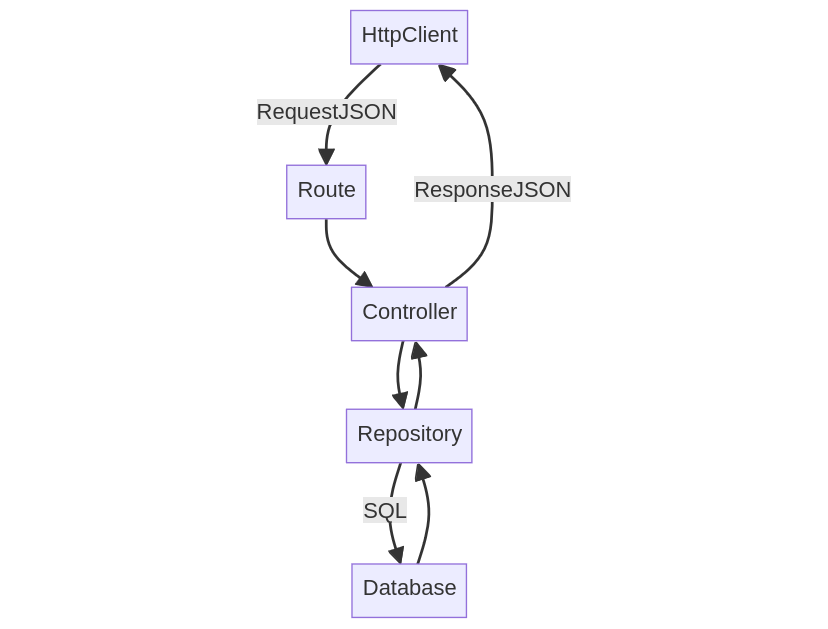 HttpClient
RequestJSON
Route
ResponseJSON
Controller
Repository
SQL
Database